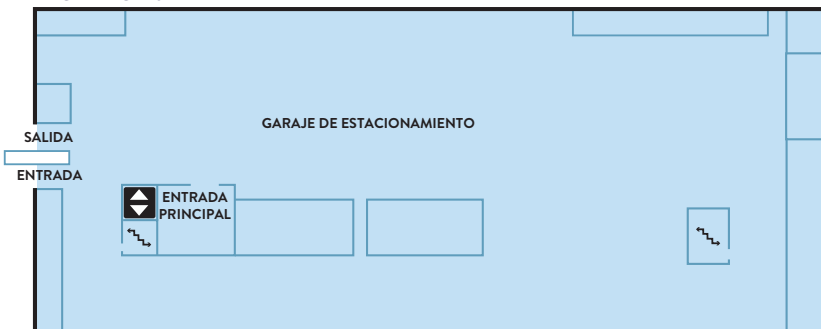 GARAJE DE ESTACIONAMIENTO
SALIDA
ENTRADA
ENTRADA
PRINCIPAL